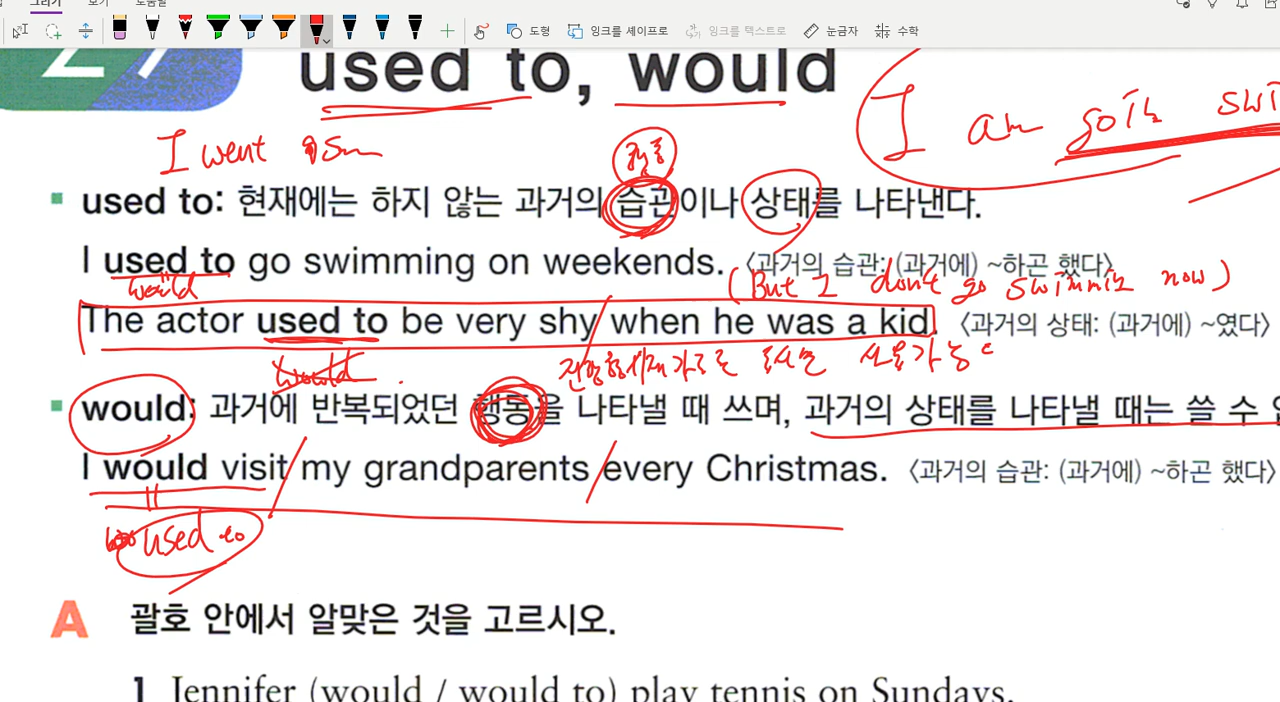 그리기 보기 도움말
도형 잉크를 셰이프로 잉크를 텍스트로 눈금자 수학
27
used to, would
I am goin swi
I went
행동
used to: 현재에는 하지 않는 과거의 습관이나 상태를 나타낸다.
I used to go swimming on weekends. <과거의 습관: (과거에) ~하곤 했다>
would
(But I don't go swimmin now)
The actor used to be very shy when he was a kid. <과거의 상태: (과거에) ~였다>
would
would: 과거에 반복되었던 행동을 나타낼 때 쓰며, 과거의 상태를 나타낼 때는 쓸 수
I would visit my grandparents every Christmas. <과거의 습관: (과거에) ~하곤 했다>
used to
A 괄호 안에서 알맞은 것을 고르시오.
1 Jennifer (would / would to) play tennis on Sundays.